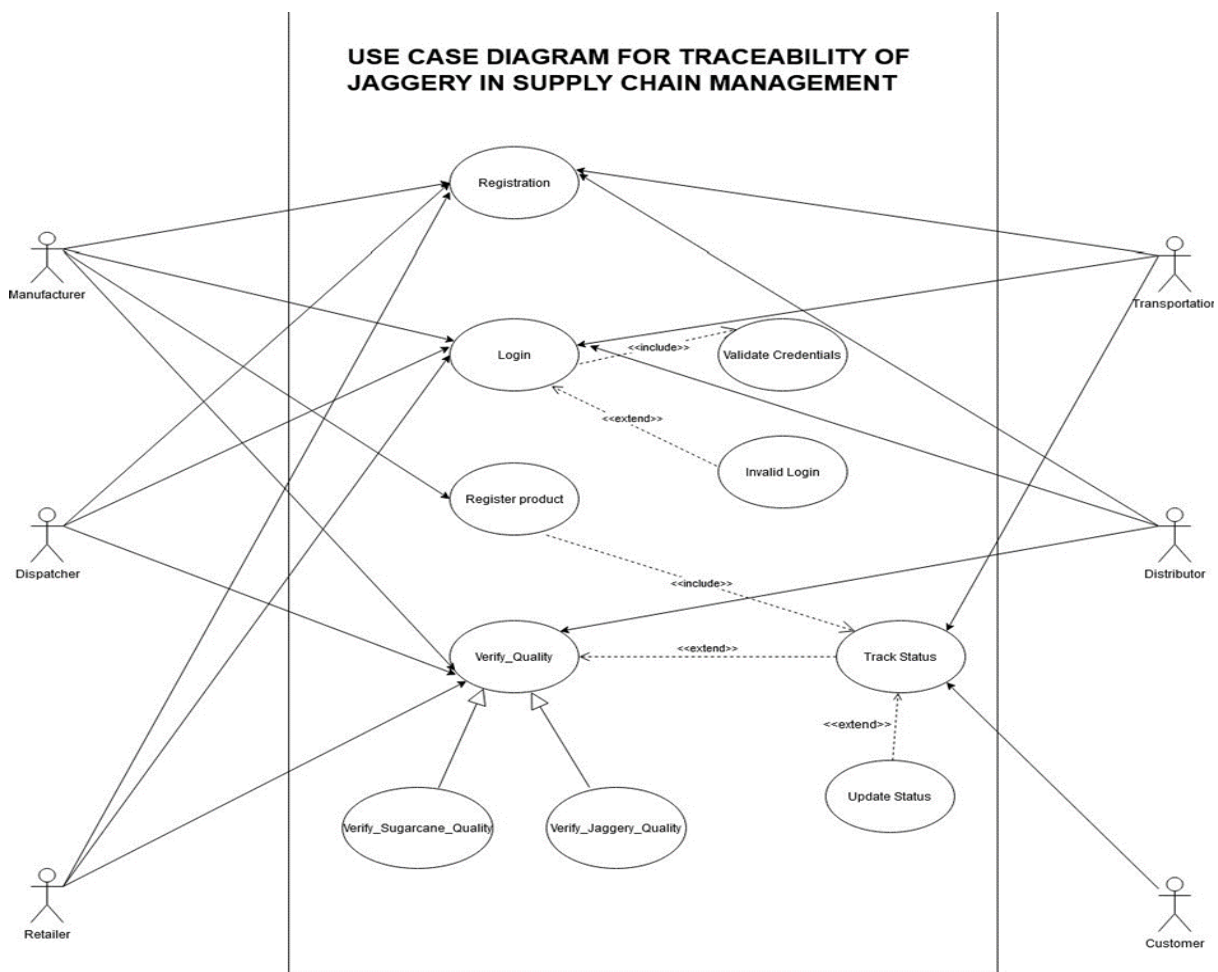 USE CASE DIAGRAM FOR TRACEABILITY OF
JAGGERY IN SUPPLY CHAIN MANAGEMENT
Registration
Manufacturer
Transportation
Login
<<include>>
Validate Credentials
<<extend>>
Invalid Login
Register product
Dispatcher
Distributor
<<include>>
Verify_Quality
<<extend>>
Track Status
<<extend>>
Update Status
Verify_Sugarcane_Quality
Verify_Jaggery_Quality
Retailer
Customer